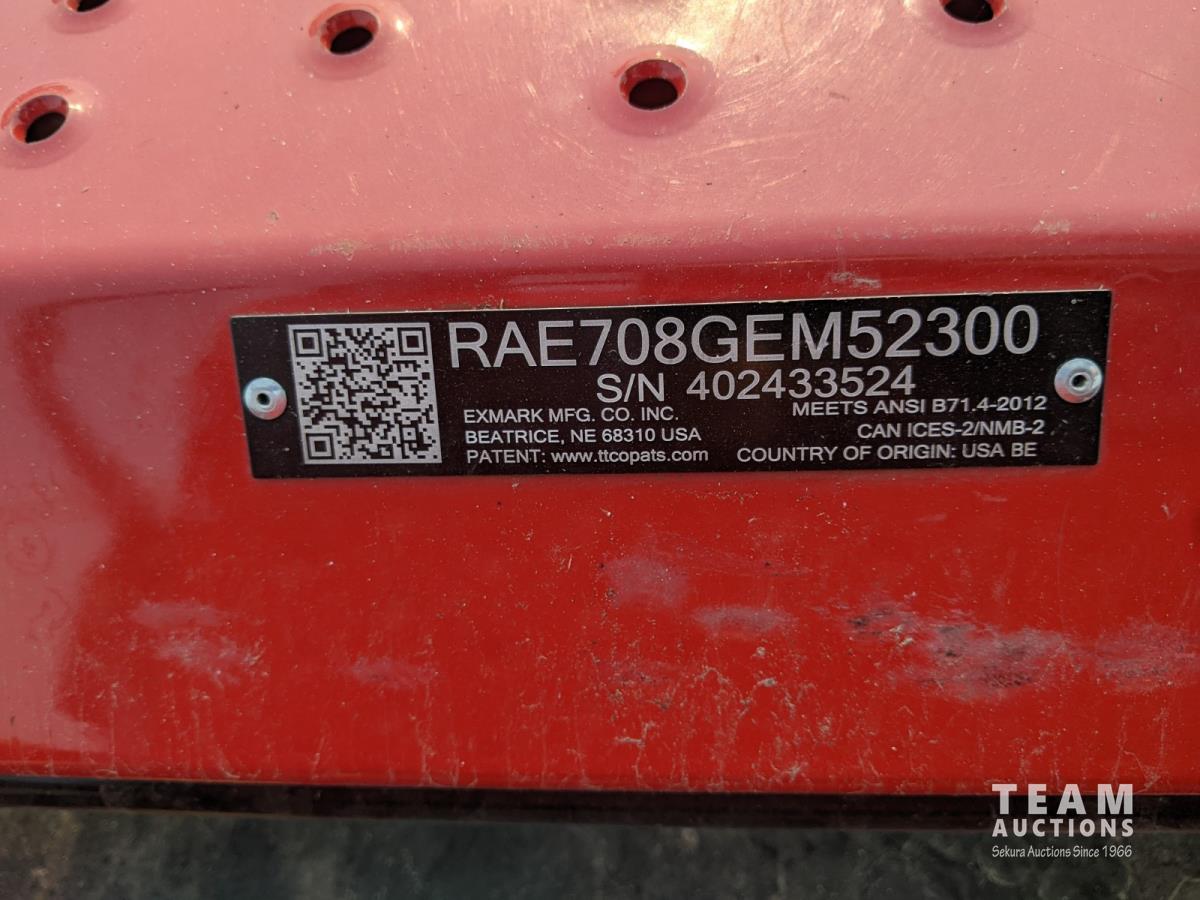 RAE708GEM52300
S/N 402433524
EXMARK MFG. CO. INC.
MEETS ANSI B71.4-2012
BEATRICE, NE 68310 USA
CAN ICES-2/NMB-2
PATENT: www.ttcopats.com
COUNTRY OF ORIGIN: USA BE
TEAM
AUCTIONS
Sekura Auctions Since 1966